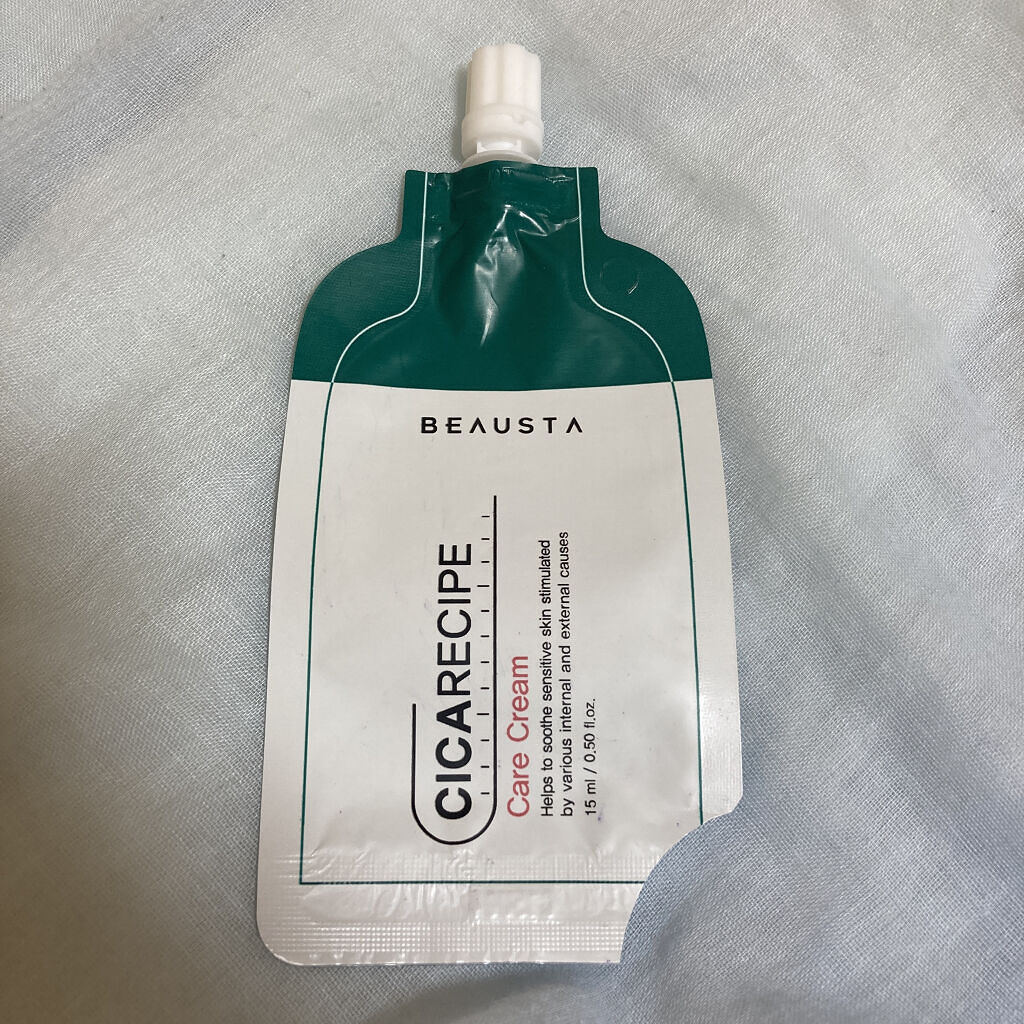 BEAUSTA
CICARECIPE
Care Cream
Helps to soothe sensitive skin stimulated
by various internal and external causes
15 ml / 0.50 fl.oz.